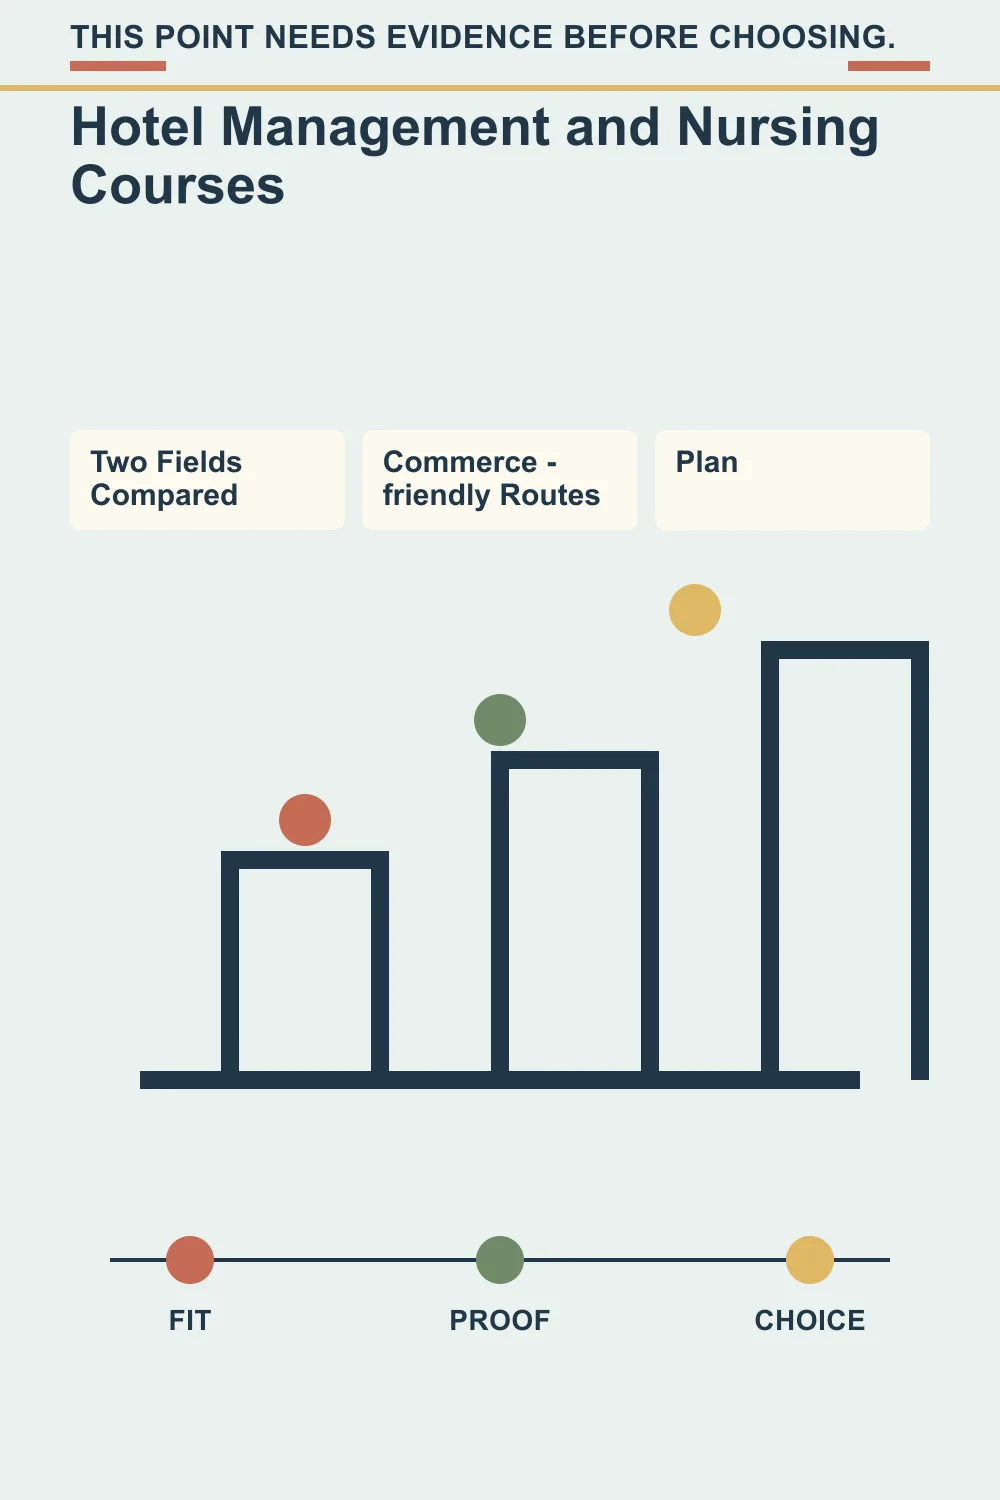 THIS POINT NEEDS EVIDENCE BEFORE CHOOSING.
Hotel Management and Nursing
Courses
Two Fields
Compared
Commerce -
friendly Routes
Plan
FIT
PROOF
CHOICE